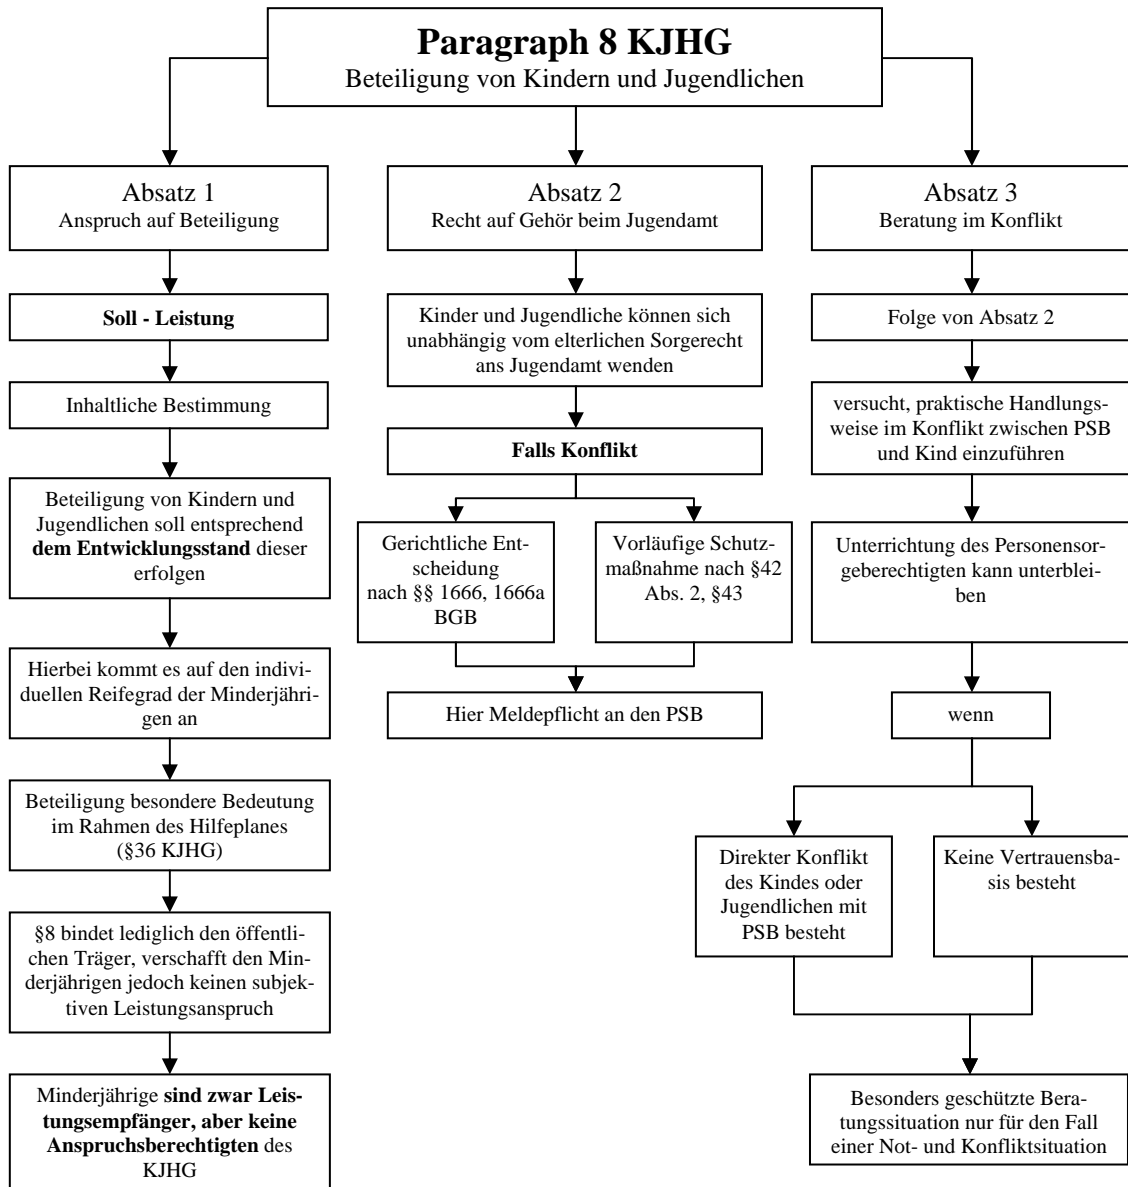 Paragraph 8 KJHG
Beteiligung von Kindern und Jugendlichen
Absatz 1
Anspruch auf Beteiligung
Soll - Leistung
Inhaltliche Bestimmung
Beteiligung von Kindern und
Jugendlichen soll entsprechend
dem Entwicklungsstand dieser
erfolgen
Hierbei kommt es auf den indivi-
duellen Reifegrad der Minderjähri-
gen an
Beteiligung besondere Bedeutung
im Rahmen des Hilfeplanes
(§36 KJHG)
§8 bindet lediglich den öffentli-
chen Träger, verschafft den Min-
derjährigen jedoch keinen subjek-
tiven Leistungsanspruch
Minderjährige sind zwar Leis-
tungsempfänger, aber keine
Anspruchsberechtigten des
KJHG
Absatz 2
Recht auf Gehör beim Jugendamt
Kinder und Jugendliche können sich
unabhängig vom elterlichen Sorgerecht
ans Jugendamt wenden
Falls Konflikt
Gerichtliche Ent-
scheidung
nach §§ 1666, 1666a
BGB
Vorläufige Schutz-
maßnahme nach §42
Abs. 2, §43
Hier Meldepflicht an den PSB
Absatz 3
Beratung im Konflikt
Folge von Absatz 2
versucht, praktische Handlungs-
weise im Konflikt zwischen PSB
und Kind einzuführen
Unterrichtung des Personensor-
geberechtigten kann unterblei-
ben
wenn
Direkter Konflikt
des Kindes oder
Jugendlichen mit
PSB besteht
Keine Vertrauensba-
sis besteht
Besonders geschützte Bera-
tungssituation nur für den Fall
einer Not- und Konfliktsituation